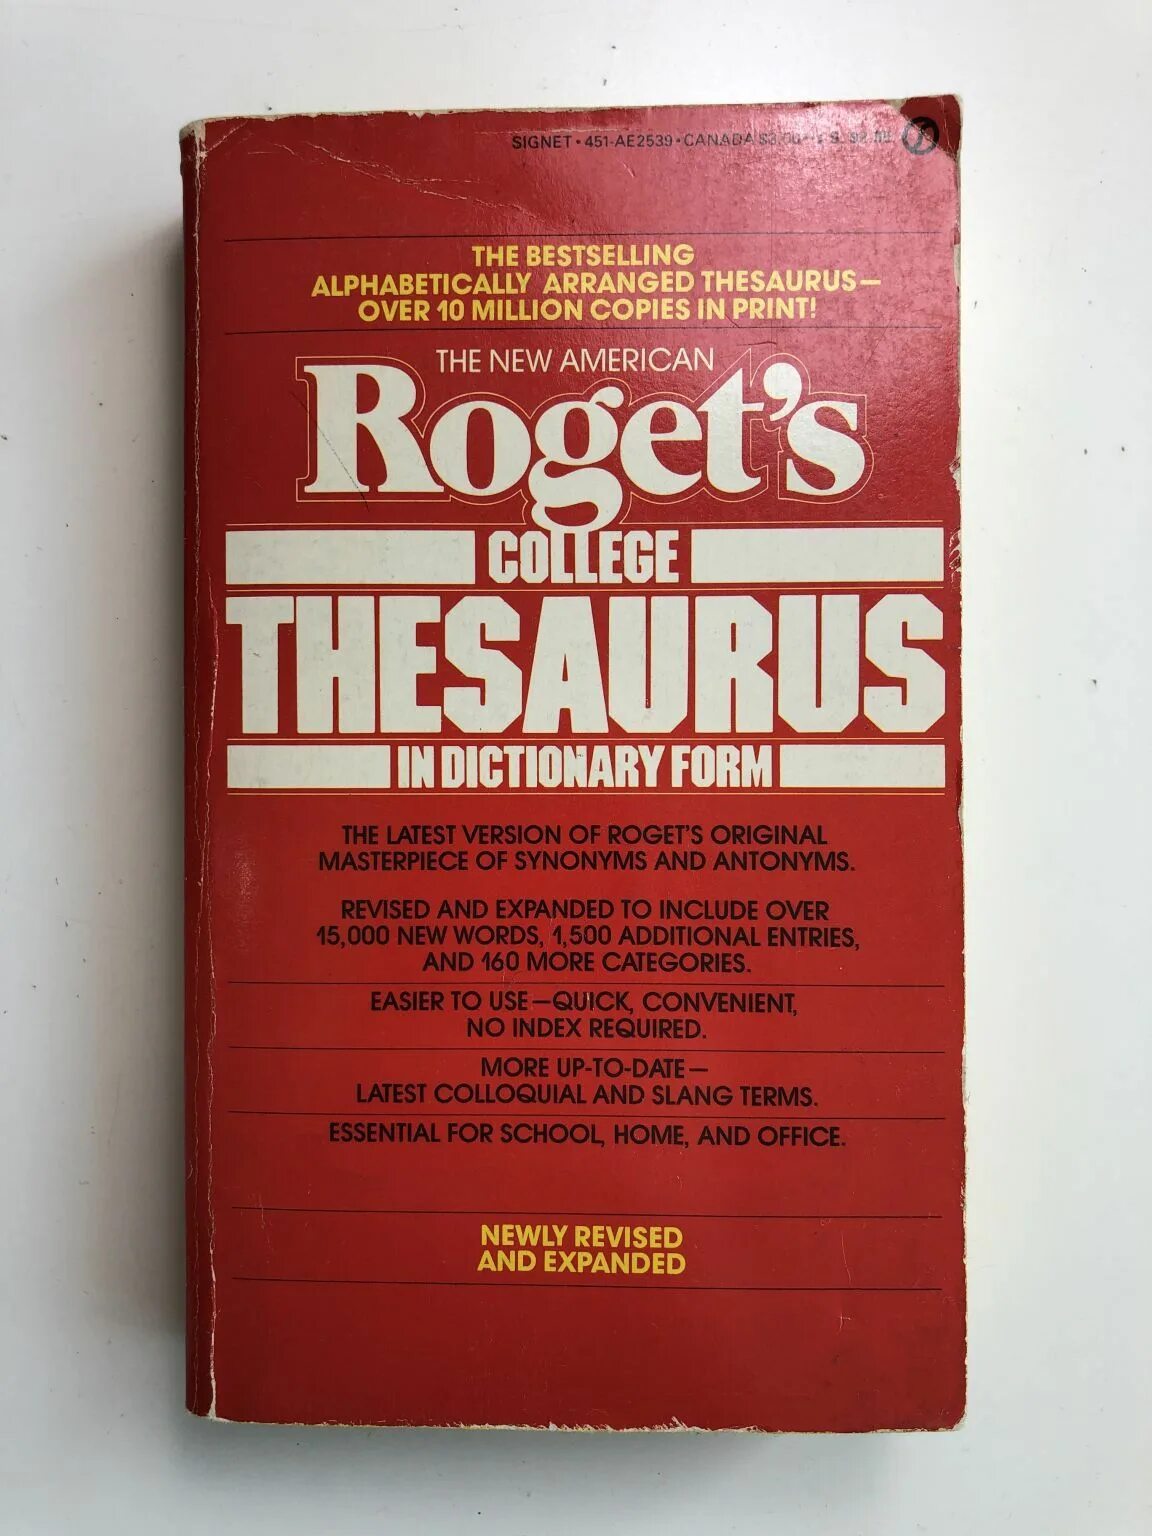 SIGNET • 451-AE2539 • CANADA
THE BESTSELLING
ALPHABETICALLY ARRANGED THESAURUS—
OVER 10 MILLION COPIES IN PRINT!
THE NEW AMERICAN
Roget's
COLLEGE
THESAURUS
IN DICTIONARY FORM
THE LATEST VERSION OF ROGET'S ORIGINAL
MASTERPIECE OF SYNONYMS AND ANTONYMS.
REVISED AND EXPANDED TO INCLUDE OVER
15,000 NEW WORDS, 1,500 ADDITIONAL ENTRIES,
AND 160 MORE CATEGORIES.
EASIER TO USE—QUICK, CONVENIENT,
NO INDEX REQUIRED.
MORE UP-TO-DATE—
LATEST COLLOQUIAL AND SLANG TERMS.
ESSENTIAL FOR SCHOOL, HOME, AND OFFICE.
NEWLY REVISED
AND EXPANDED